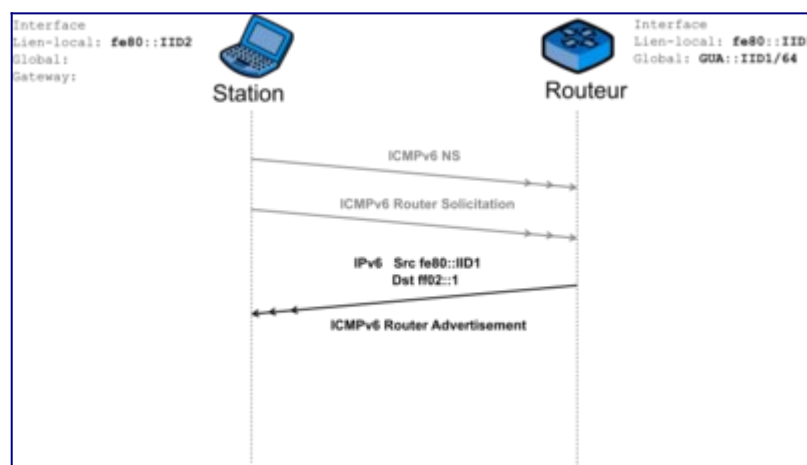 Interface
Lien-local: fe80::IID2
Global:
Gateway:
Station
Interface
Lien-local: fe80::IID
Global: GUA::IID1/64
Routeur
ICMPv6 NS
ICMPv6 Router Solicitation
IPv6 Src fe80::IID1
Dst ff02::1
ICMPv6 Router Advertisement